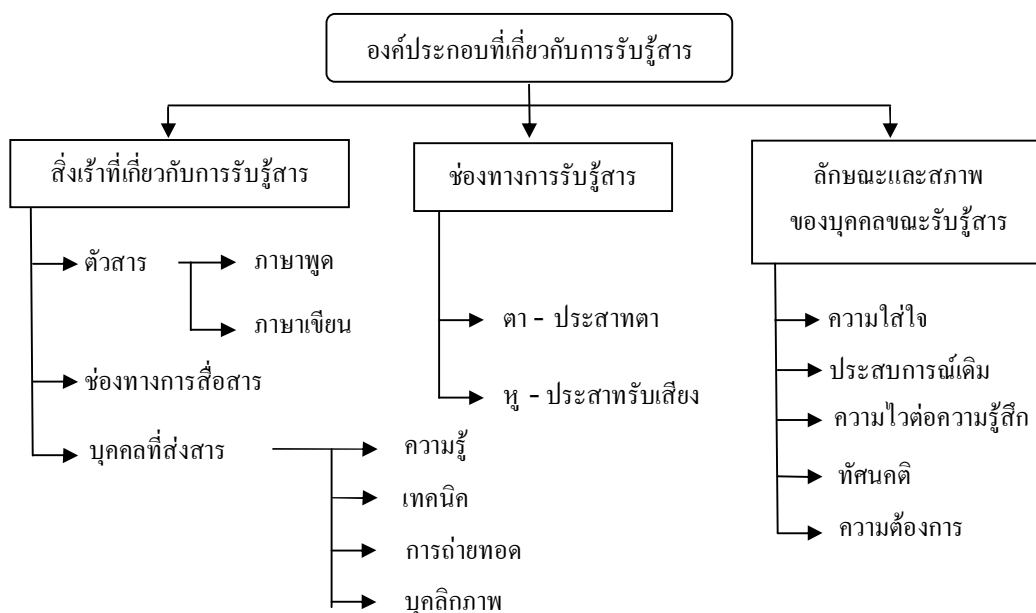 องค์ประกอบที่เกี่ยวกับการรับรู้สาร
สิ่งเร้าที่เกี่ยวกับการรับรู้สาร
ตัวสาร
ภาษาพูด
ภาษาเขียน
ช่องทางการสื่อสาร
บุคคลที่ส่งสาร
ความรู้
เทคนิค
การถ่ายทอด
บุคลิกภาพ
ช่องทางการรับรู้สาร
ตา - ประสาทตา
หู - ประสาทรับเสียง
ลักษณะและสภาพ
ของบุคคลขณะรับรู้สาร
ความใส่ใจ
ประสบการณ์เดิม
ความไวต่อความรู้สึก
ทัศนคติ
ความต้องการ